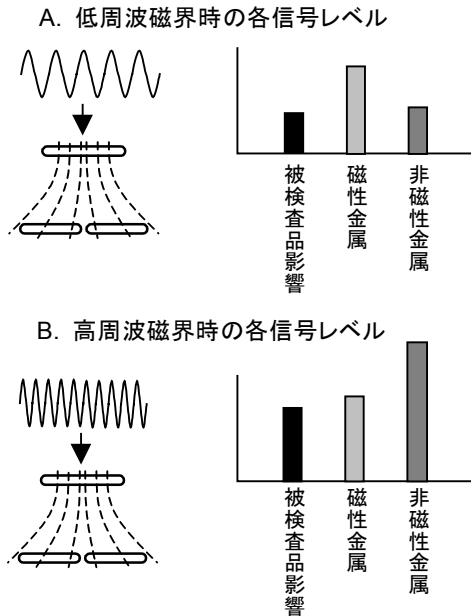 A. 低周波磁界時の各信号レベル
被検査品影響
磁性金属
非磁性金属
B. 高周波磁界時の各信号レベル
被検査品影響
磁性金属
非磁性金属